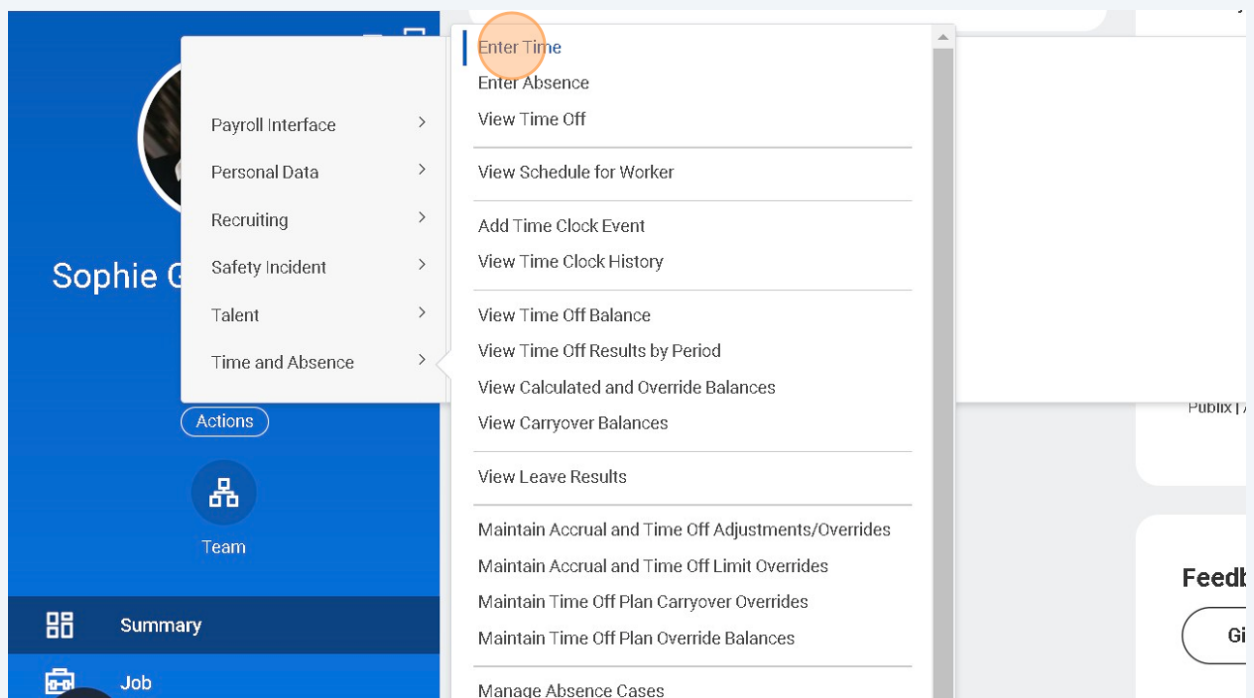 Sophie G
Actions
Team
Summary
Job
Payroll Interface
Personal Data
Recruiting
Safety Incident
Talent
Time and Absence
Enter Time
Enter Absence
View Time Off
View Schedule for Worker
Add Time Clock Event
View Time Clock History
View Time Off Balance
View Time Off Results by Period
View Calculated and Override Balances
View Carryover Balances
View Leave Results
Maintain Accrual and Time Off Adjustments/Overrides
Maintain Accrual and Time Off Limit Overrides
Maintain Time Off Plan Carryover Overrides
Maintain Time Off Plan Override Balances
Manage Absence Cases
Publix |
Feedb
Gi